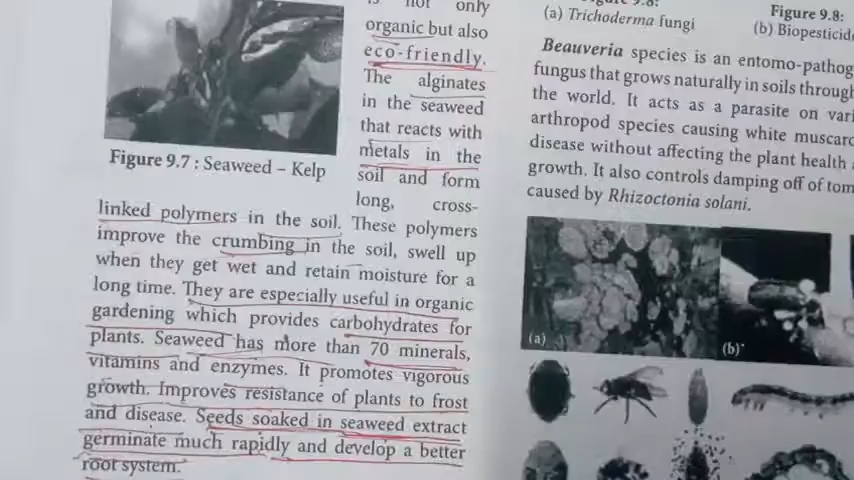 is not only
organic but also
eco-friendly.
The alginates
in the seaweed
that reacts with
metals in the
soil and form
long, cross-
Figure 9.7 : Seaweed – Kelp
linked polymers in the soil. These polymers
improve the crumbing in the soil, swell up
when they get wet and retain moisture for a
long time. They are especially useful in organic
gardening which provides carbohydrates for
plants. Seaweed has more than 70 minerals,
vitamins and enzymes. It promotes vigorous
growth. Improves resistance of plants to frost
and disease. Seeds soaked in seaweed extract
germinate much rapidly and develop a better
root system.
(a) Trichoderma fungi
Figure 9.8:
(b) Biopesticid
Beauveria species is an entomo-pathog
fungus that grows naturally in soils through
the world. It acts as a parasite on vari
arthropod species causing white muscard
disease without affecting the plant health
growth. It also controls damping off of tom
caused by Rhizoctonia solani.
(a)
(b)